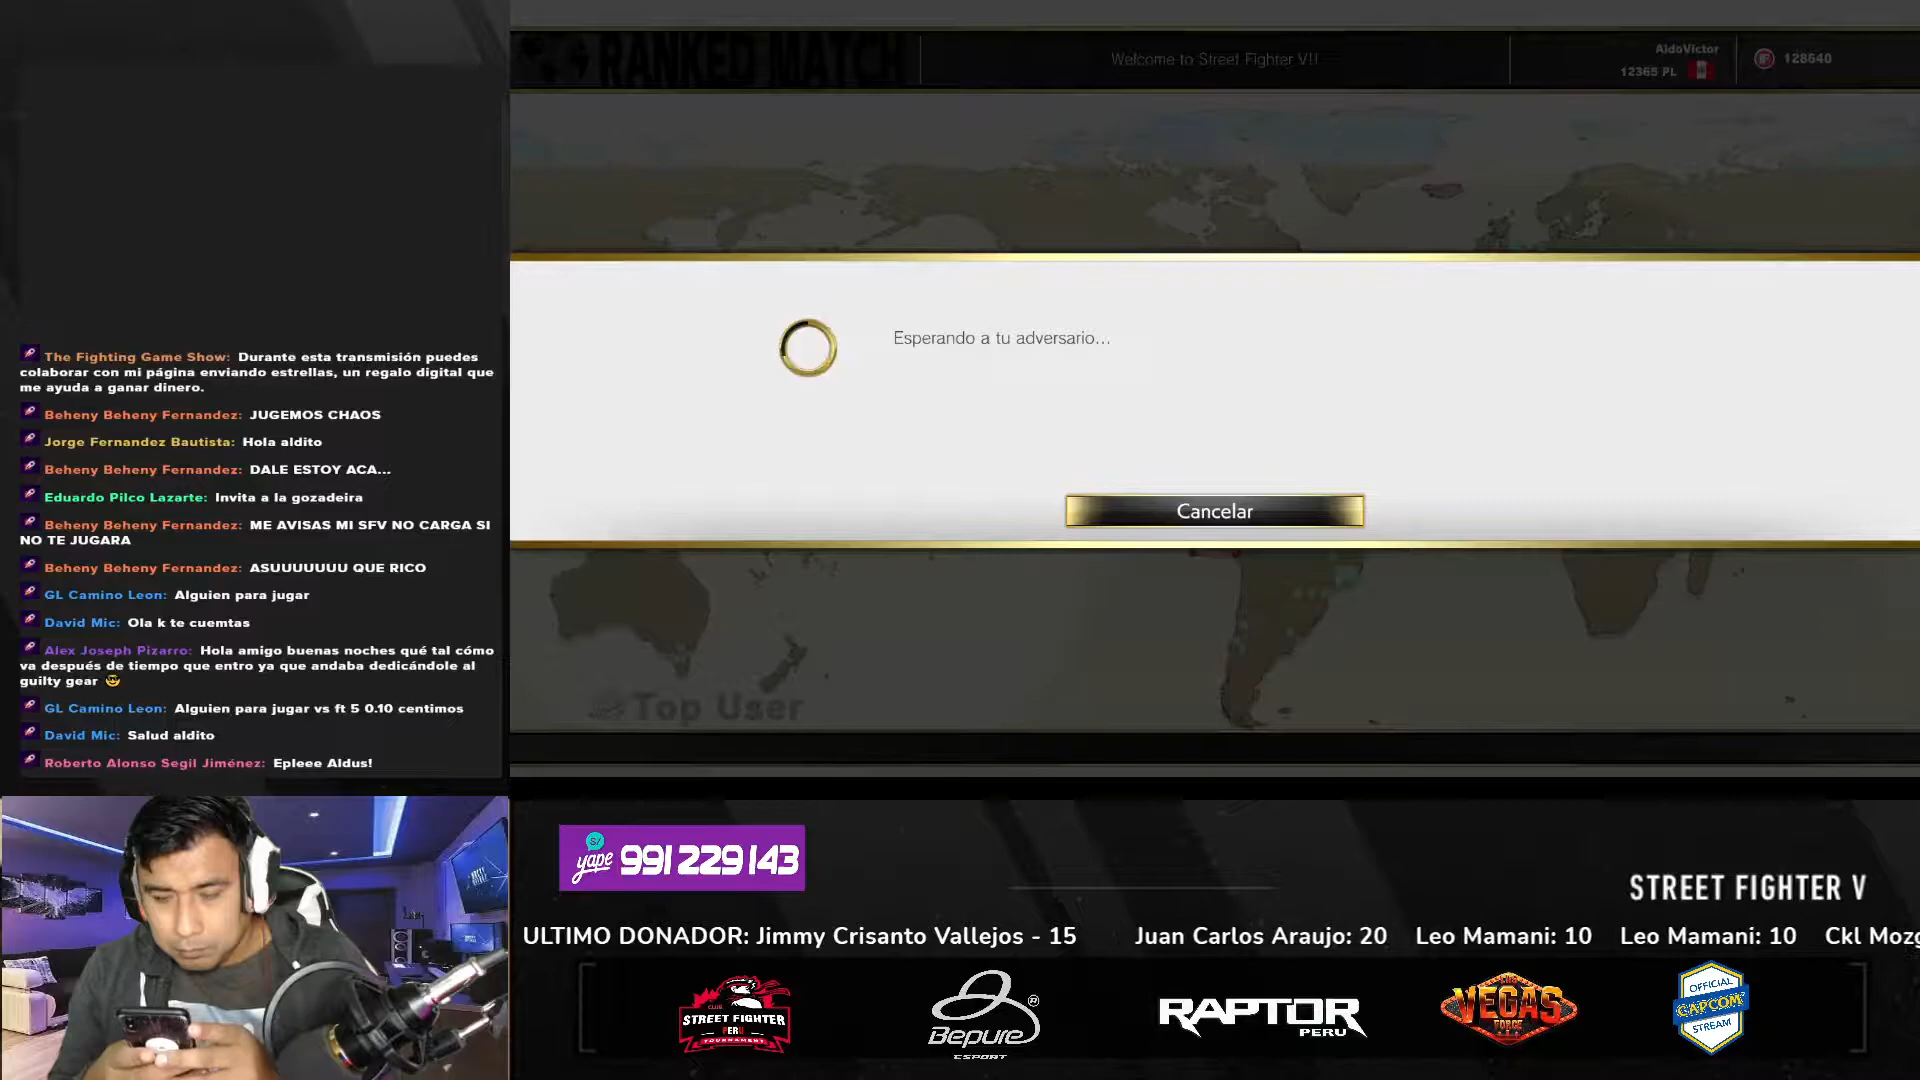 RANKED MATCH
Welcome to Street Fighter V!!
AldoVictor
12365 PL
128640
Esperando a tu adversario...
Cancelar
Top User
The Fighting Game Show: Durante esta transmisión puedes
colaborar con mi página enviando estrellas, un regalo digital que
me ayuda a ganar dinero.
Beheny Beheny Fernandez: JUGEMOS CHAOS
Jorge Fernandez Bautista: Hola aldito
Beheny Beheny Fernandez: DALE ESTOY ACA...
Eduardo Pilco Lazarte: Invita a la gozadeira
Beheny Beheny Fernandez: ME AVISAS MI SFV NO CARGA SI
NO TE JUGARA
Beheny Beheny Fernandez: ASUUUUUUU QUE RICO
GL Camino Leon: Alguien para jugar
David Mic: Ola k te cuemtas
Alex Joseph Pizarro: Hola amigo buenas noches qué tal cómo
va después de tiempo que entro ya que andaba dedicándole al
guilty gear 🤓
GL Camino Leon: Alguien para jugar vs ft 5 0.10 centimos
David Mic: Salud aldito
Roberto Alonso Segil Jiménez: Epleee Aldus!
S/
yape 991 229 143
STREET FIGHTER V
ULTIMO DONADOR: Jimmy Crisanto Vallejos - 15 Juan Carlos Araujo: 20 Leo Mamani: 10 Leo Mamani: 10 Ckl Mozg
CLUB
STREET FIGHTER
PERU
TOURNAMENT
Bepure ®
ESPORT
RAPTOR
PERU
VEGAS
FORCE
OFFICIAL
CAPCOM
STREAM